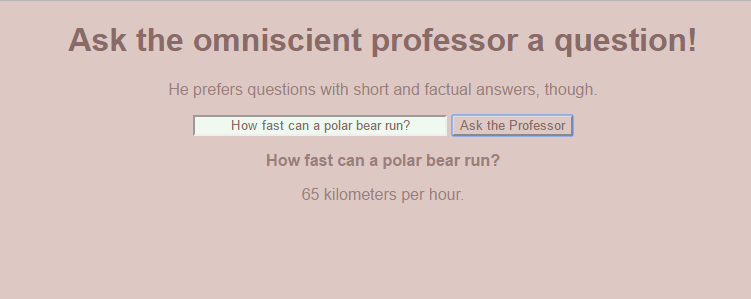 Ask the omniscient professor a question!
He prefers questions with short and factual answers, though.
How fast can a polar bear run? Ask the Professor
How fast can a polar bear run?
65 kilometers per hour.